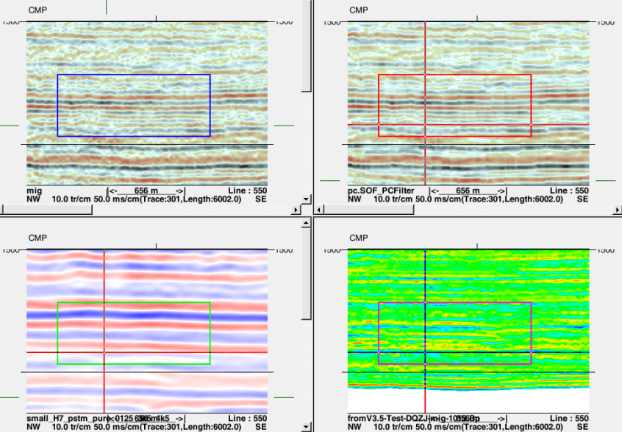 CMP
1500
mig
656 m
Line : 550
NW 10.0 tr/cm 50.0 ms/cm(Trace:301,Length:6002.0) SE
CMP
1500
pc.SOF_PCFilter
656 m
Line : 550
NW 10.0 tr/cm 50.0 ms/cm(Trace:301,Length:6002.0) SE
CMP
1500
Line : 550
NW 10.0 tr/cm 50.0 ms/cm(Trace:301,Length:6002.0) SE
CMP
1500
Line : 550
NW 10.0 tr/cm 50.0 ms/cm(Trace:301,Length:6002.0) SE